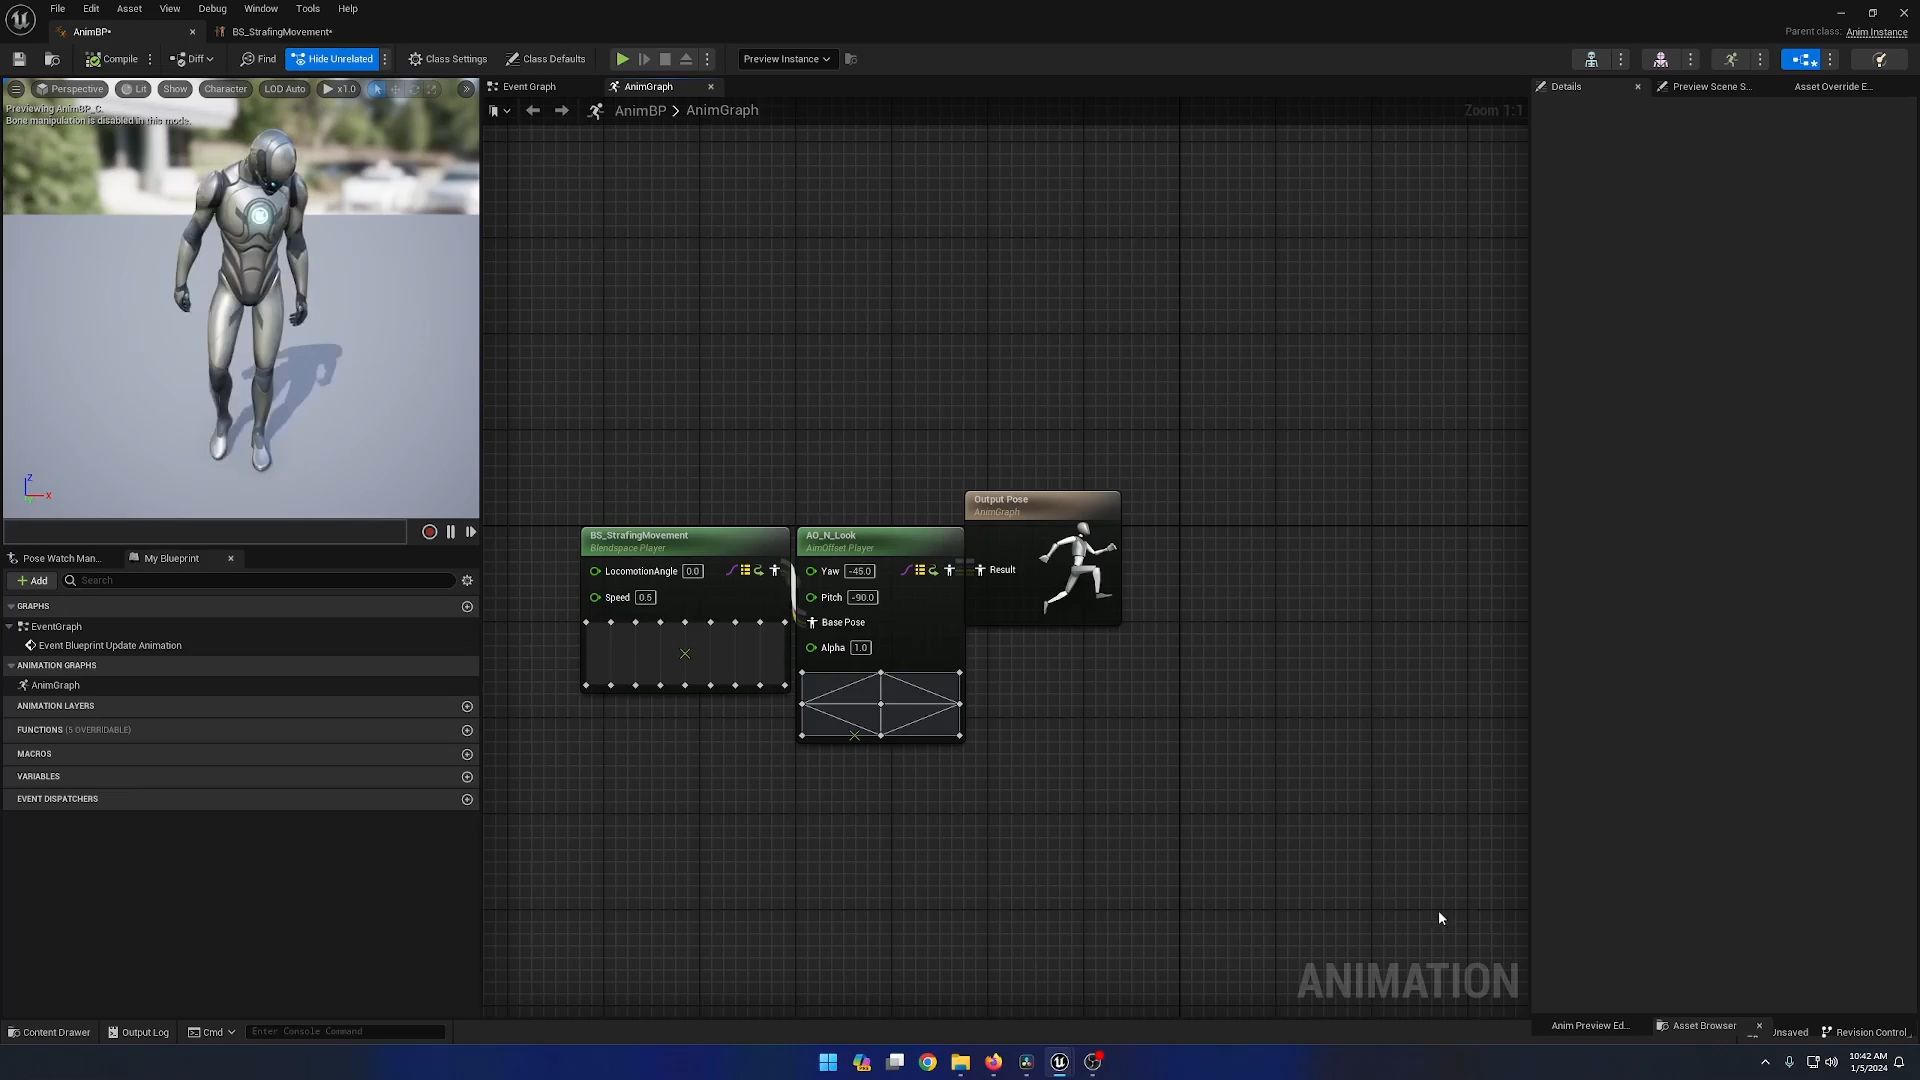 File Edit Asset View Debug Window Tools Help
AnimBP• BS_StrafingMovement•
Parent class: Anim Instance
Compile Diff Find Hide Unrelated Class Settings Class Defaults Preview Instance
Perspective Lit Show Character LOD Auto x1.0
Previewing AnimBP_C.
Bone manipulation is disabled in this mode.
Event Graph AnimGraph
AnimBP > AnimGraph
Zoom 1:1
Details Preview Scene S... Asset Override E...
Z
X
Output Pose
AnimGraph
Result
BS_StrafingMovement
Blendspace Player
LocomotionAngle 0.0
Speed 0.5
AO_N_Look
AimOffset Player
Yaw -45.0
Pitch -90.0
Base Pose
Alpha 1.0
Pose Watch Man... My Blueprint
Add Search
GRAPHS
EventGraph
Event Blueprint Update Animation
ANIMATION GRAPHS
AnimGraph
ANIMATION LAYERS
FUNCTIONS (5 OVERRIDABLE)
MACROS
VARIABLES
EVENT DISPATCHERS
ANIMATION
Anim Preview Ed... Asset Browser
Content Drawer Output Log Cmd Enter Console Command
Unsaved Revision Control
10:42 AM
1/5/2024